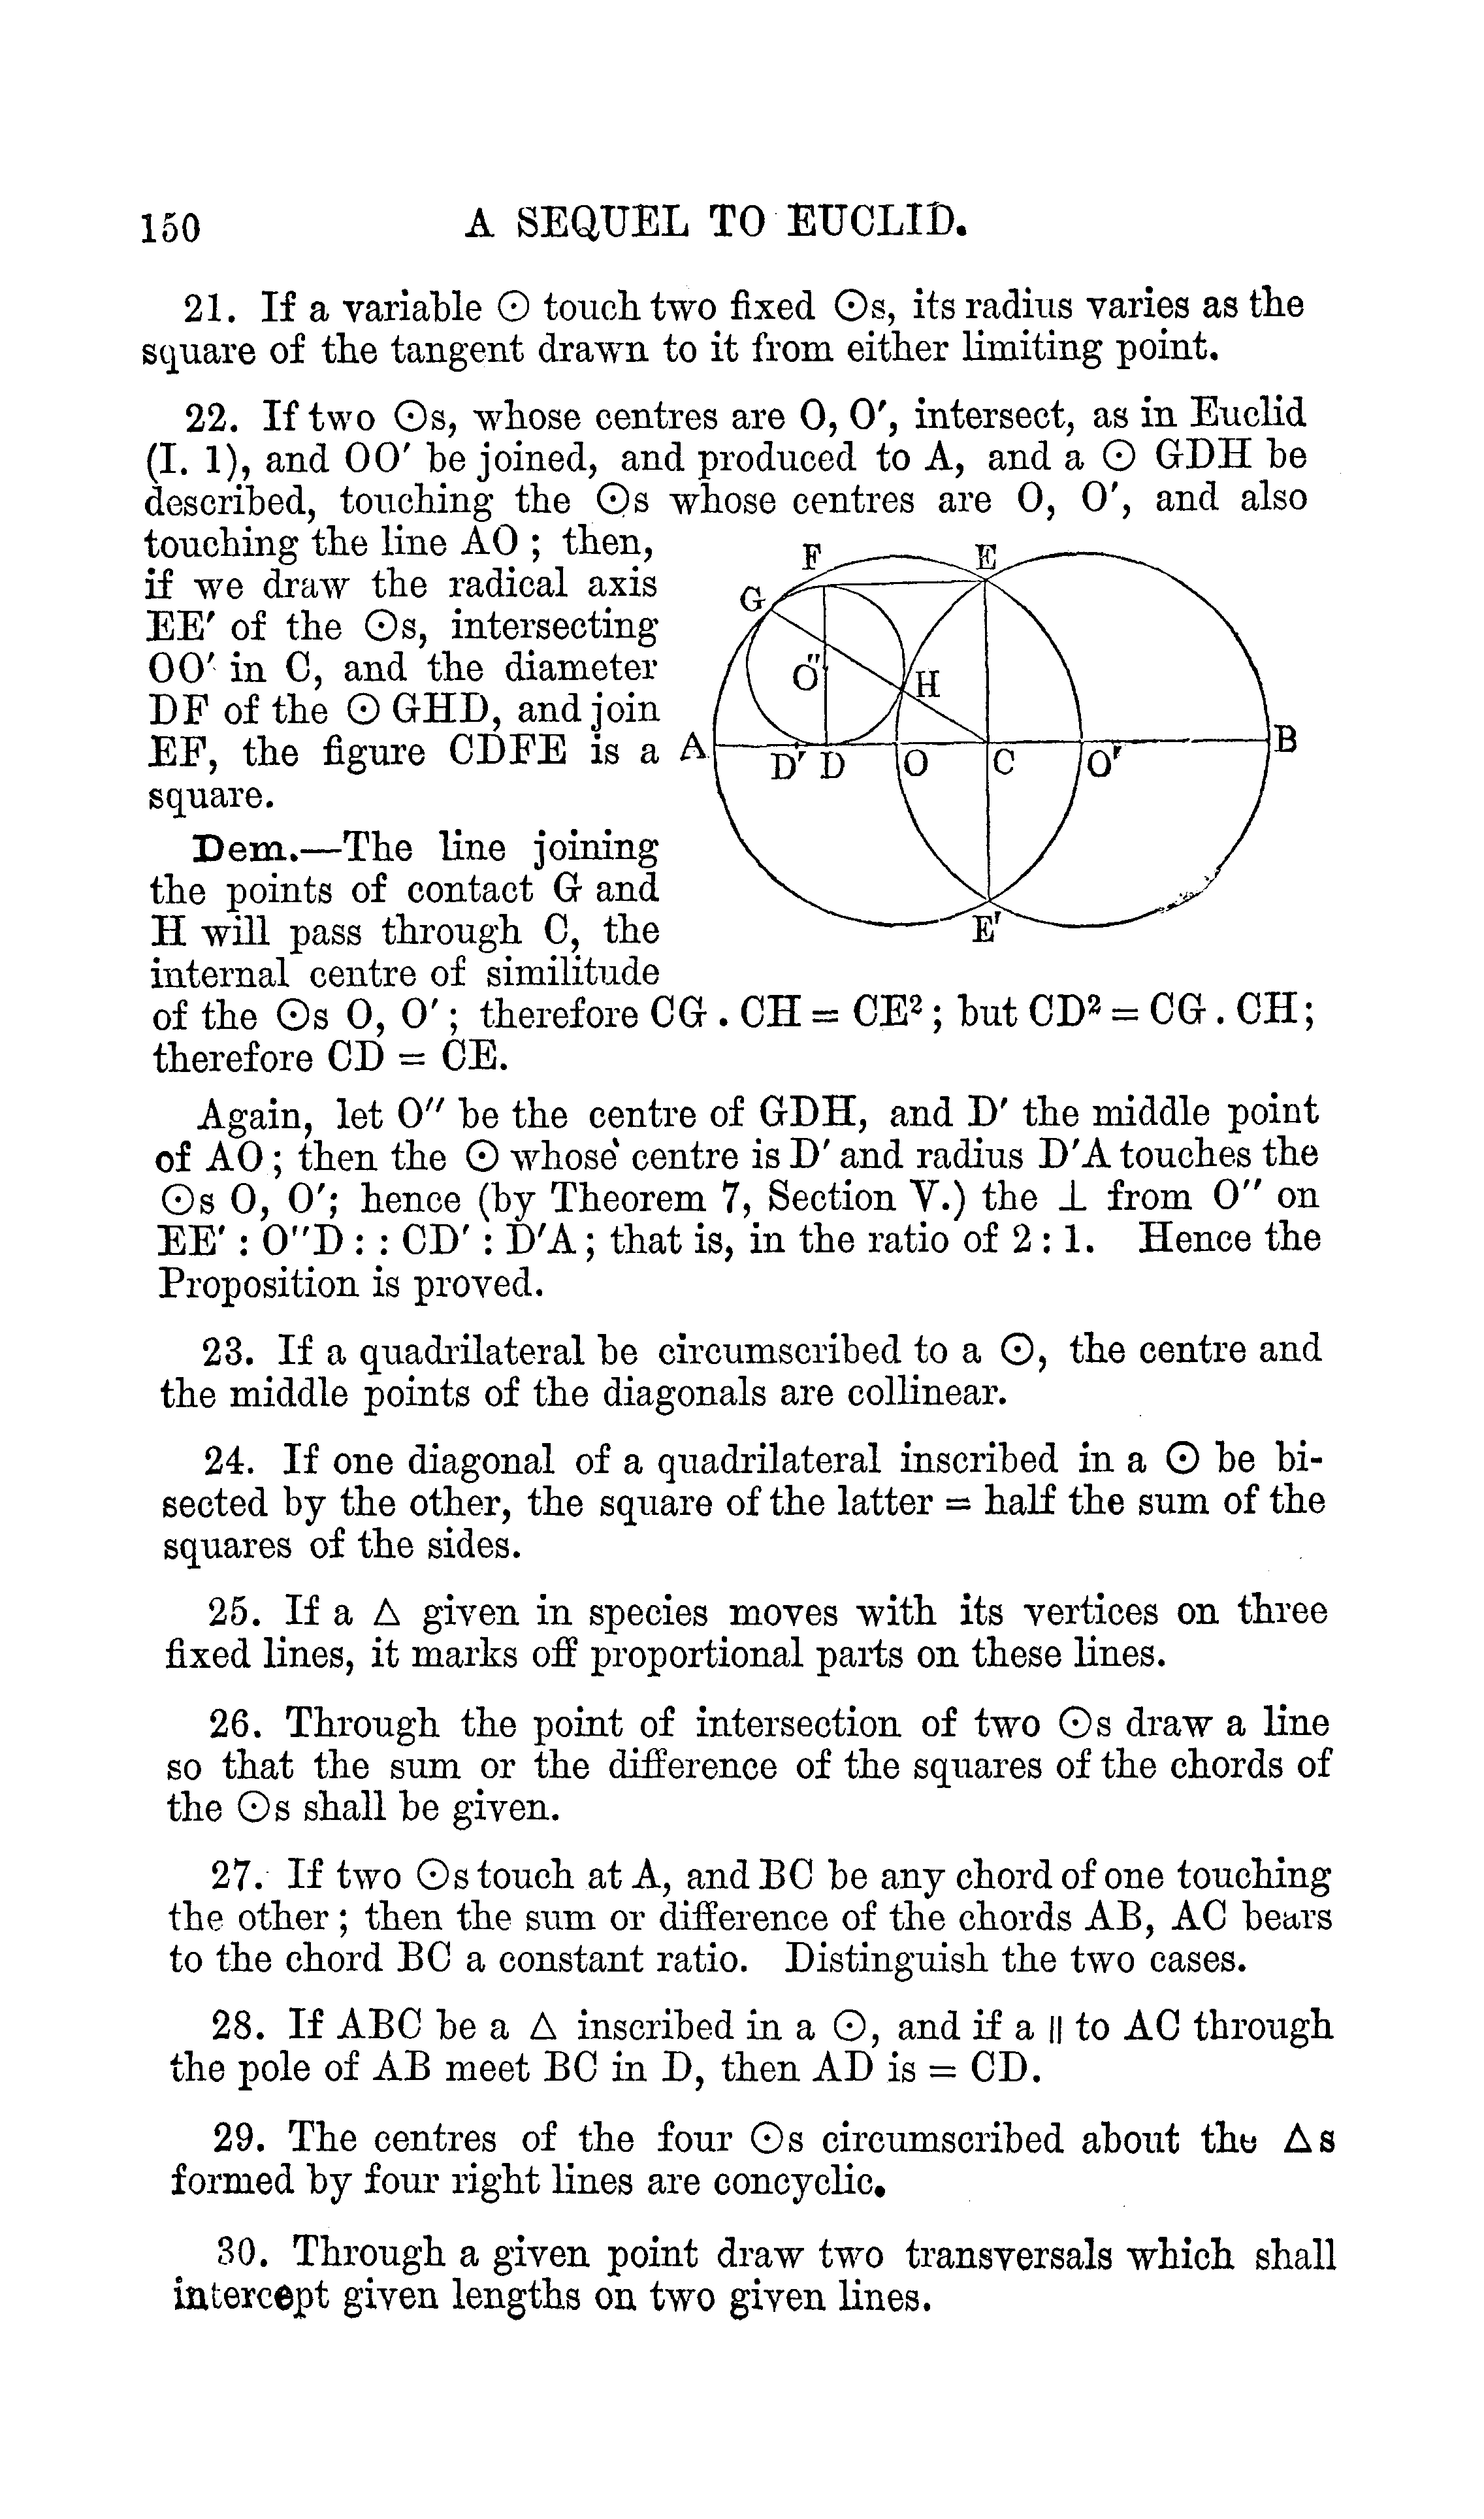 150 A SEQUEL TO EUCLID.
21. If a variable ⊙ touch two fixed ⊙s, its radius varies as the
square of the tangent drawn to it from either limiting point.
22. If two ⊙s, whose centres are O, O′, intersect, as in Euclid
(I. 1), and OO′ be joined, and produced to A, and a ⊙ GDH be
described, touching the ⊙s whose centres are O, O′, and also
touching the line AO ; then,
if we draw the radical axis
EE′ of the ⊙s, intersecting
OO′ in C, and the diameter
DF of the ⊙ GHD, and join
EF, the figure CDFE is a
square.
F E
G
O″
H
A D′ D O C O′ B
E′
Dem.—The line joining
the points of contact G and
H will pass through C, the
internal centre of similitude
of the ⊙s O, O′ ; therefore CG . CH = CE² ; but CD² = CG . CH ;
therefore CD = CE.
Again, let O″ be the centre of GDH, and D′ the middle point
of AO ; then the ⊙ whose centre is D′ and radius D′A touches the
⊙s O, O′; hence (by Theorem 7, Section V.) the ⊥ from O″ on
EE′ : O″D : : CD′ : D′A ; that is, in the ratio of 2 : 1. Hence the
Proposition is proved.
23. If a quadrilateral be circumscribed to a ⊙, the centre and
the middle points of the diagonals are collinear.
24. If one diagonal of a quadrilateral inscribed in a ⊙ be bi-
sected by the other, the square of the latter = half the sum of the
squares of the sides.
25. If a △ given in species moves with its vertices on three
fixed lines, it marks off proportional parts on these lines.
26. Through the point of intersection of two ⊙s draw a line
so that the sum or the difference of the squares of the chords of
the ⊙s shall be given.
27. If two ⊙s touch at A, and BC be any chord of one touching
the other ; then the sum or difference of the chords AB, AC bears
to the chord BC a constant ratio. Distinguish the two cases.
28. If ABC be a △ inscribed in a ⊙, and if a ∥ to AC through
the pole of AB meet BC in D, then AD is = CD.
29. The centres of the four ⊙s circumscribed about the △s
formed by four right lines are concyclic.
30. Through a given point draw two transversals which shall
intercept given lengths on two given lines.